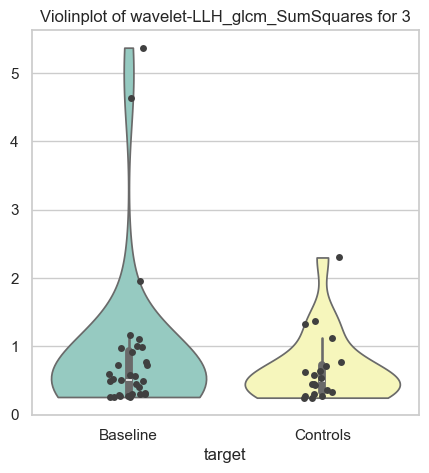 Violinplot of wavelet-LLH_glcm_SumSquares for 3
5
4
3
2
1
0
Baseline Controls
target